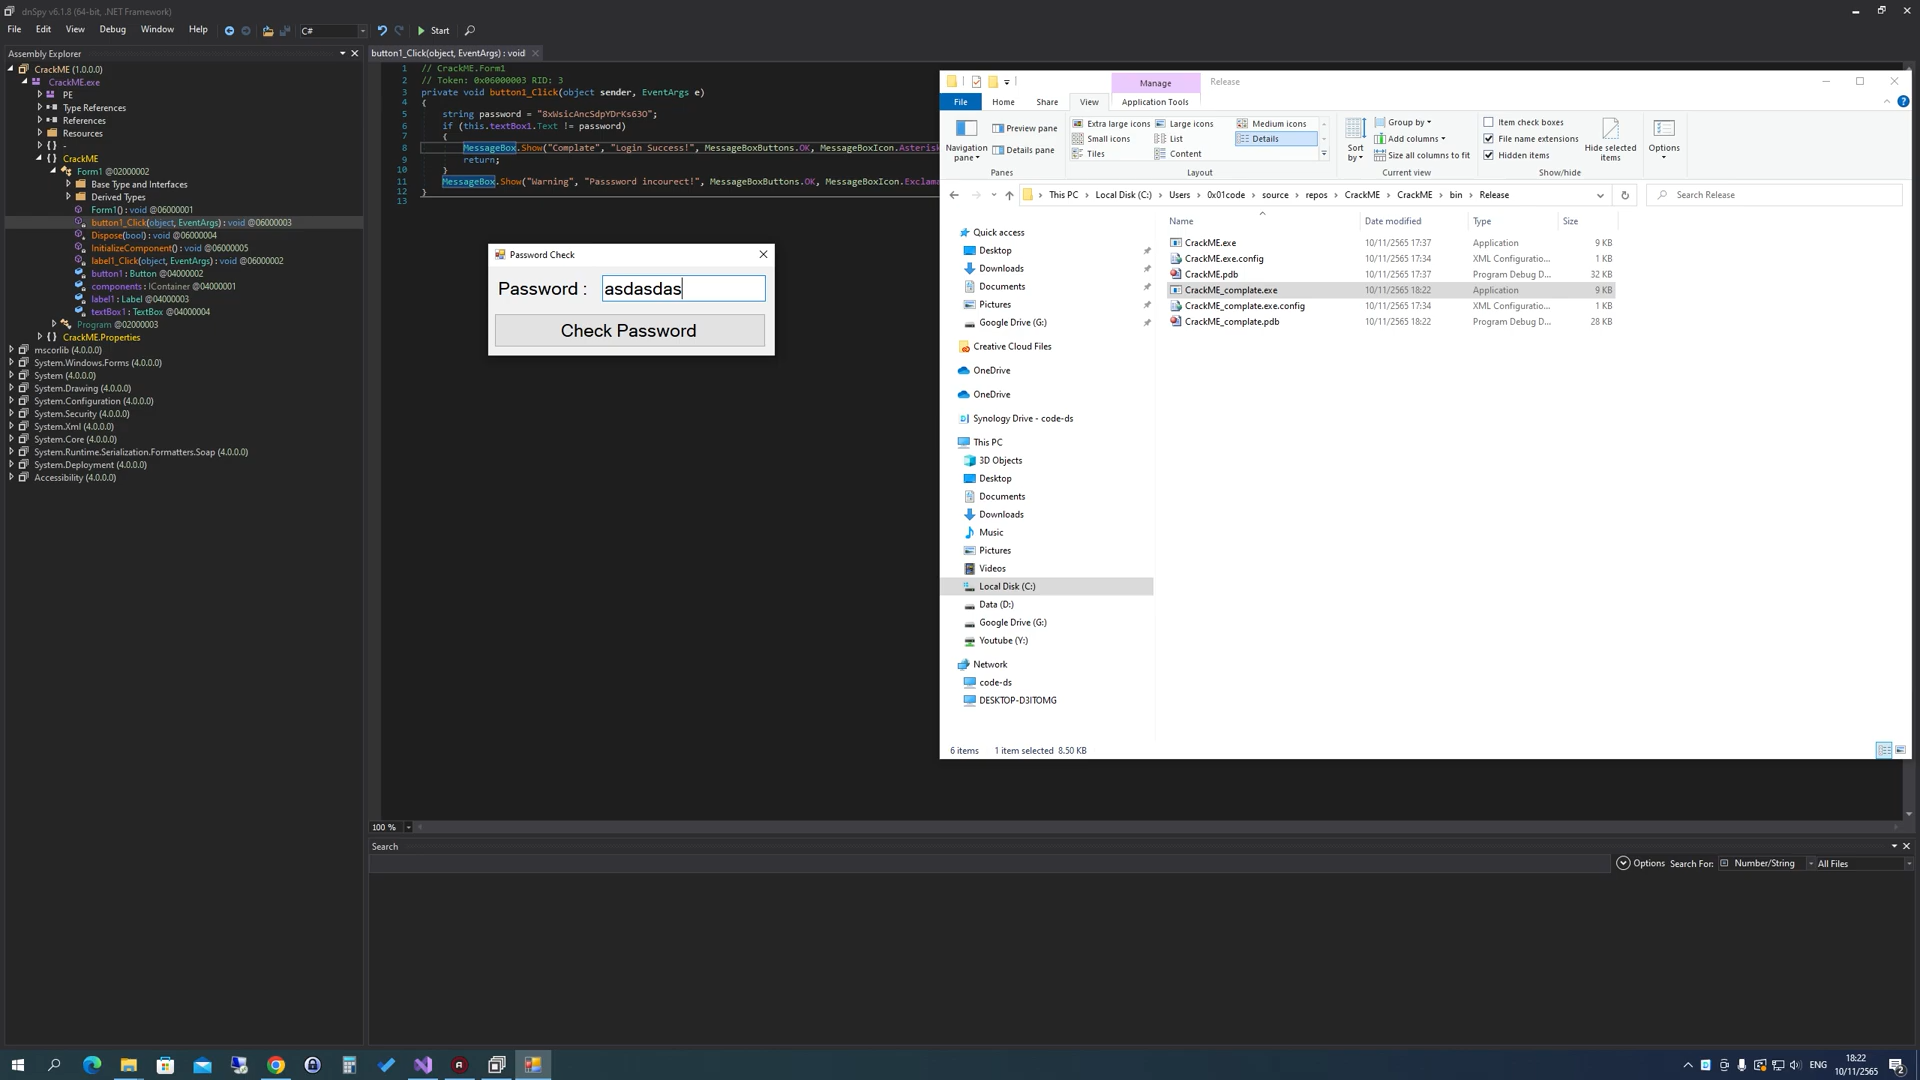 dnSpy v6.1.8 (64-bit, .NET Framework)
File Edit View Debug Window Help C# Start
Assembly Explorer
CrackME (1.0.0.0)
CrackME.exe
PE
Type References
References
Resources
{ } -
{ } CrackME
Form1 @02000002
Base Type and Interfaces
Derived Types
Form1() : void @06000001
button1_Click(object, EventArgs) : void @06000003
Dispose(bool) : void @06000004
InitializeComponent() : void @06000005
label1_Click(object, EventArgs) : void @06000002
button1 : Button @04000002
components : IContainer @04000001
label1 : Label @04000003
textBox1 : TextBox @04000004
Program @02000003
{ } CrackME.Properties
mscorlib (4.0.0.0)
System.Windows.Forms (4.0.0.0)
System (4.0.0.0)
System.Drawing (4.0.0.0)
System.Configuration (4.0.0.0)
System.Security (4.0.0.0)
System.Xml (4.0.0.0)
System.Core (4.0.0.0)
System.Runtime.Serialization.Formatters.Soap (4.0.0.0)
System.Deployment (4.0.0.0)
Accessibility (4.0.0.0)
button1_Click(object, EventArgs) : void
1 // CrackME.Form1
2 // Token: 0x06000003 RID: 3
3 private void button1_Click(object sender, EventArgs e)
4 {
5 string password = "8xWsicAncSdpYDrKs63O";
6 if (this.textBox1.Text != password)
7 {
8 MessageBox.Show("Complate", "Login Success!", MessageBoxButtons.OK, MessageBoxIcon.Asterisk
9 return;
10 }
11 MessageBox.Show("Warning", "Passsword incourect!", MessageBoxButtons.OK, MessageBoxIcon.Exclama
12 }
13
Password Check
Password : asdasdas
Check Password
Manage Release
File Home Share View Application Tools
Navigation pane
Preview pane
Details pane
Panes
Extra large icons Large icons Medium icons
Small icons List Details
Tiles Content
Layout
Sort by
Group by
Add columns
Size all columns to fit
Current view
Item check boxes
File name extensions
Hidden items
Hide selected items
Show/hide
Options
This PC Local Disk (C:) Users 0x01code source repos CrackME CrackME bin Release
Search Release
Quick access
Desktop
Downloads
Documents
Pictures
Google Drive (G:)
Creative Cloud Files
OneDrive
OneDrive
Synology Drive - code-ds
This PC
3D Objects
Desktop
Documents
Downloads
Music
Pictures
Videos
Local Disk (C:)
Data (D:)
Google Drive (G:)
Youtube (Y:)
Network
code-ds
DESKTOP-D3ITOMG
Name Date modified Type Size
CrackME.exe 10/11/2565 17:37 Application 9 KB
CrackME.exe.config 10/11/2565 17:34 XML Configuratio... 1 KB
CrackME.pdb 10/11/2565 17:37 Program Debug D... 32 KB
CrackME_complate.exe 10/11/2565 18:22 Application 9 KB
CrackME_complate.exe.config 10/11/2565 17:34 XML Configuratio... 1 KB
CrackME_complate.pdb 10/11/2565 18:22 Program Debug D... 28 KB
6 items 1 item selected 8.50 KB
100 %
Search
Options Search For: Number/String All Files
ENG
18:22
10/11/2565
2